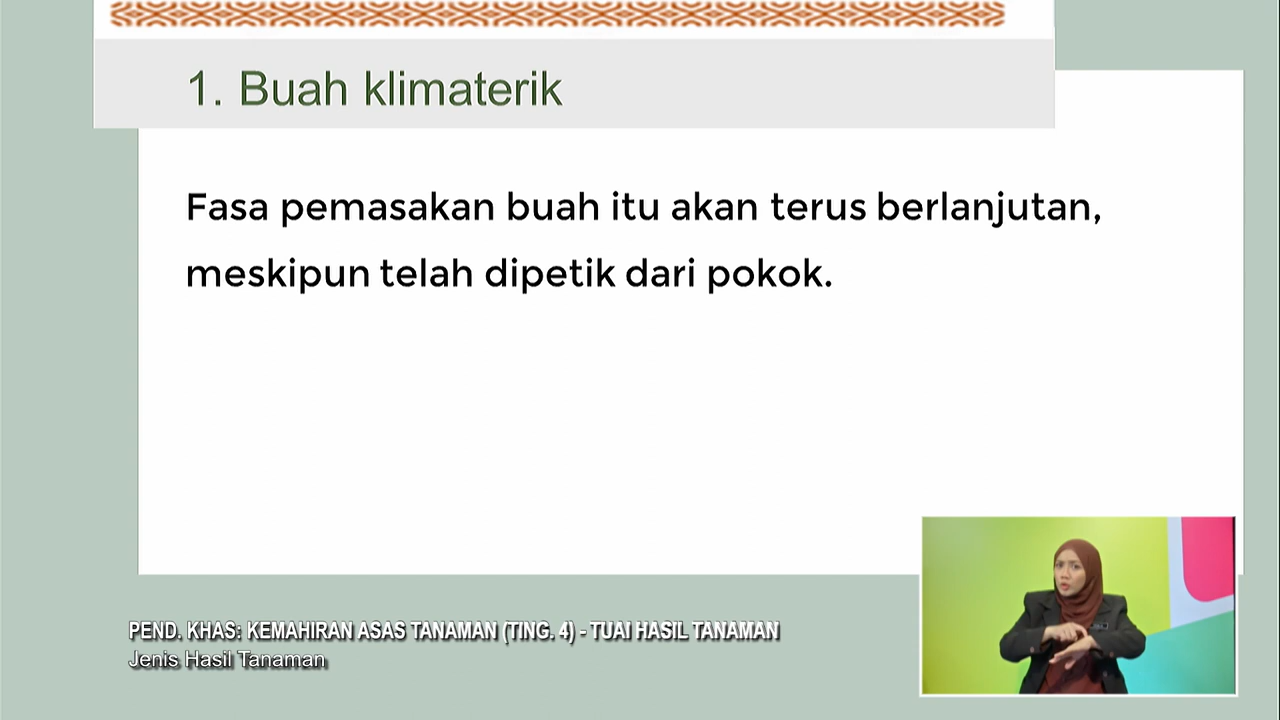 1. Buah klimaterik
Fasa pemasakan buah itu akan terus berlanjutan,
meskipun telah dipetik dari pokok.
PEND. KHAS: KEMAHIRAN ASAS TANAMAN (TING. 4) - TUAI HASIL TANAMAN
Jenis Hasil Tanaman